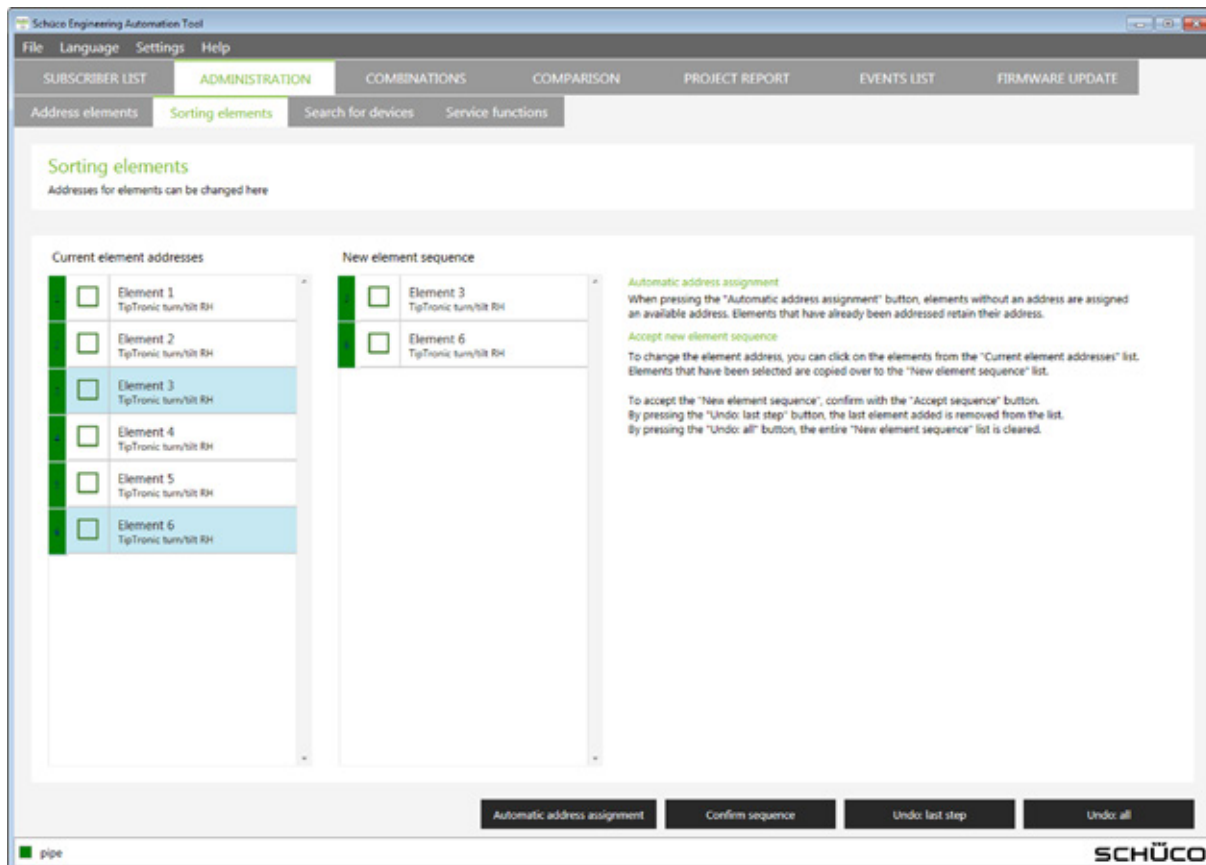 Schüco Engineering Automation Tool
File Language Settings Help
SUBSCRIBER LIST ADMINISTRATION COMBINATIONS COMPARISON PROJECT REPORT EVENTS LIST FIRMWARE UPDATE
Address elements Sorting elements Search for devices Service functions
Sorting elements
Addresses for elements can be changed here
Current element addresses
Element 1
TipTronic turn/tilt RH
Element 2
TipTronic turn/tilt RH
Element 3
TipTronic turn/tilt RH
Element 4
TipTronic turn/tilt RH
Element 5
TipTronic turn/tilt RH
Element 6
TipTronic turn/tilt RH
New element sequence
Element 3
TipTronic turn/tilt RH
Element 6
TipTronic turn/tilt RH
Automatic address assignment
When pressing the "Automatic address assignment" button, elements without an address are assigned
an available address. Elements that have already been addressed retain their address.
Accept new element sequence
To change the element address, you can click on the elements from the "Current element addresses" list.
Elements that have been selected are copied over to the "New element sequence" list.
To accept the "New element sequence", confirm with the "Accept sequence" button.
By pressing the "Undo: last step" button, the last element added is removed from the list.
By pressing the "Undo: all" button, the entire "New element sequence" list is cleared.
Automatic address assignment Confirm sequence Undo: last step Undo: all
pipe
SCHÜCO